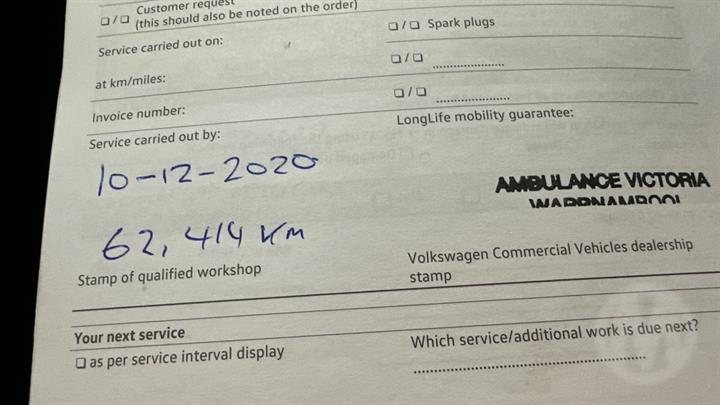 Customer request
☐/☐ (this should also be noted on the order)
Service carried out on:
at km/miles:
Invoice number:
Service carried out by:
10-12-2020
62,414 km
Stamp of qualified workshop
☐/☐ Spark plugs
☐/☐ ....................
☐/☐ ....................
LongLife mobility guarantee:
AMBULANCE VICTORIA
WARRNAMBOOL
Volkswagen Commercial Vehicles dealership
stamp
Your next service
☐ as per service interval display
Which service/additional work is due next?
..................................................